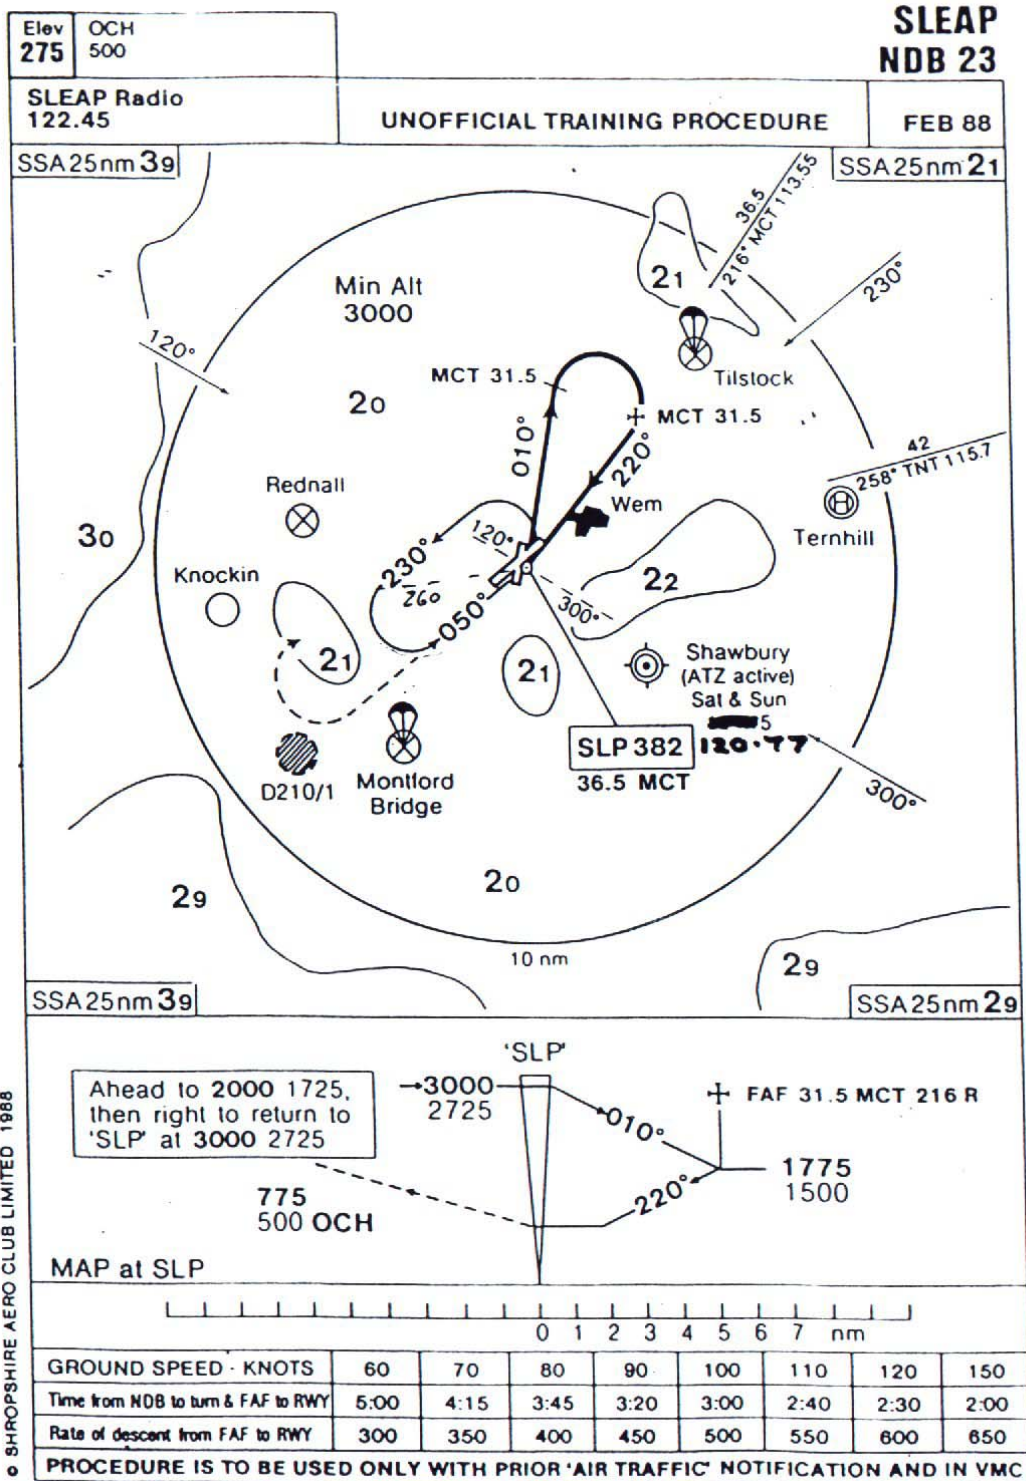 Elev
275
OCH
500
SLEAP
NDB 23
SLEAP Radio
122.45
UNOFFICIAL TRAINING PROCEDURE
FEB 88
SSA 25nm 39
SSA 25nm 21
36.5
216° MCT 113.55
21
230°
Min Alt
3000
120°
Tilstock
MCT 31.5
20
MCT 31.5
010°
220°
42
258° TNT 115.7
Rednall
Wem
Ternhill
30
120°
230°
260
Knockin
22
050°
300°
21
21
Shawbury
(ATZ active)
Sat & Sun
5
SLP 382
120.77
36.5 MCT
D210/1
Montford
Bridge
300°
29
20
10 nm
29
SSA 25nm 39
SSA 25nm 29
'SLP'
Ahead to 2000 1725,
then right to return to
'SLP' at 3000 2725
3000
2725
FAF 31.5 MCT 216 R
010°
1775
1500
220°
775
500 OCH
MAP at SLP
0 1 2 3 4 5 6 7 nm
GROUND SPEED - KNOTS 60 70 80 90 100 110 120 150
Time from NDB to turn & FAF to RWY 5:00 4:15 3:45 3:20 3:00 2:40 2:30 2:00
Rate of descent from FAF to RWY 300 350 400 450 500 550 600 650
PROCEDURE IS TO BE USED ONLY WITH PRIOR 'AIR TRAFFIC' NOTIFICATION AND IN VMC
© SHROPSHIRE AERO CLUB LIMITED 1988